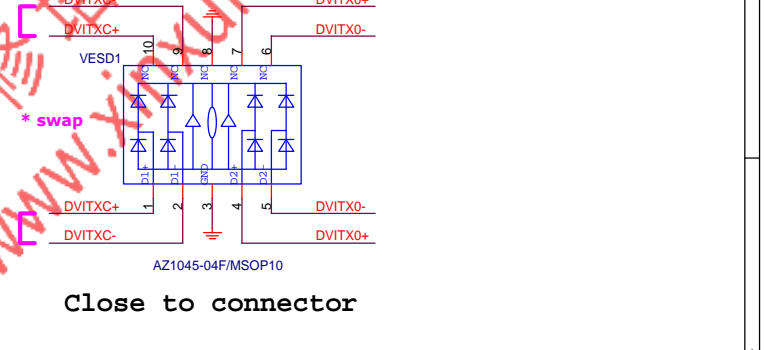 DVITX0+
DVITXC+ DVITX0-
10 9 8 7 6
VESD1
NC NC NC NC NC
* swap
D1+ D1- GND D2+ D2-
1 2 3 4 5
DVITXC+ DVITX0-
DVITXC- DVITX0+
AZ1045-04F/MSOP10
Close to connector